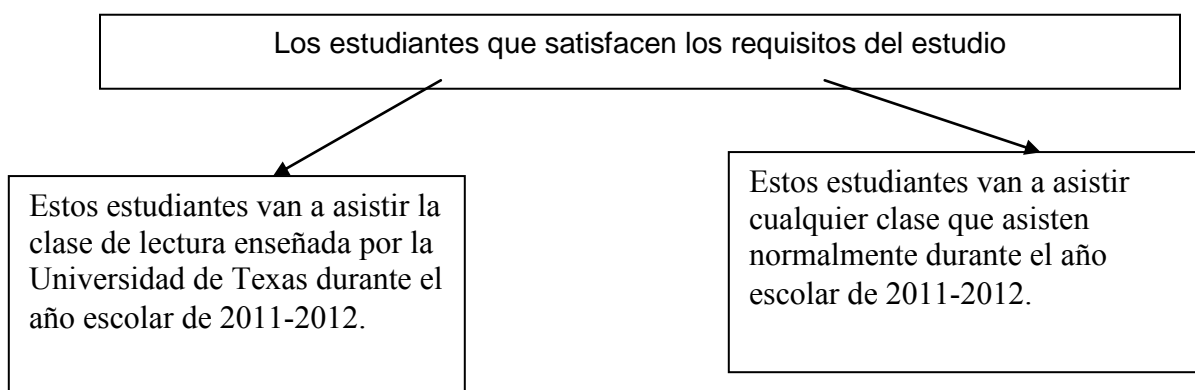 Los estudiantes que satisfacen los requisitos del estudio
Estos estudiantes van a asistir la
clase de lectura enseñada por la
Universidad de Texas durante el
año escolar de 2011-2012.
Estos estudiantes van a asistir
cualquier clase que asisten
normalmente durante el año
escolar de 2011-2012.